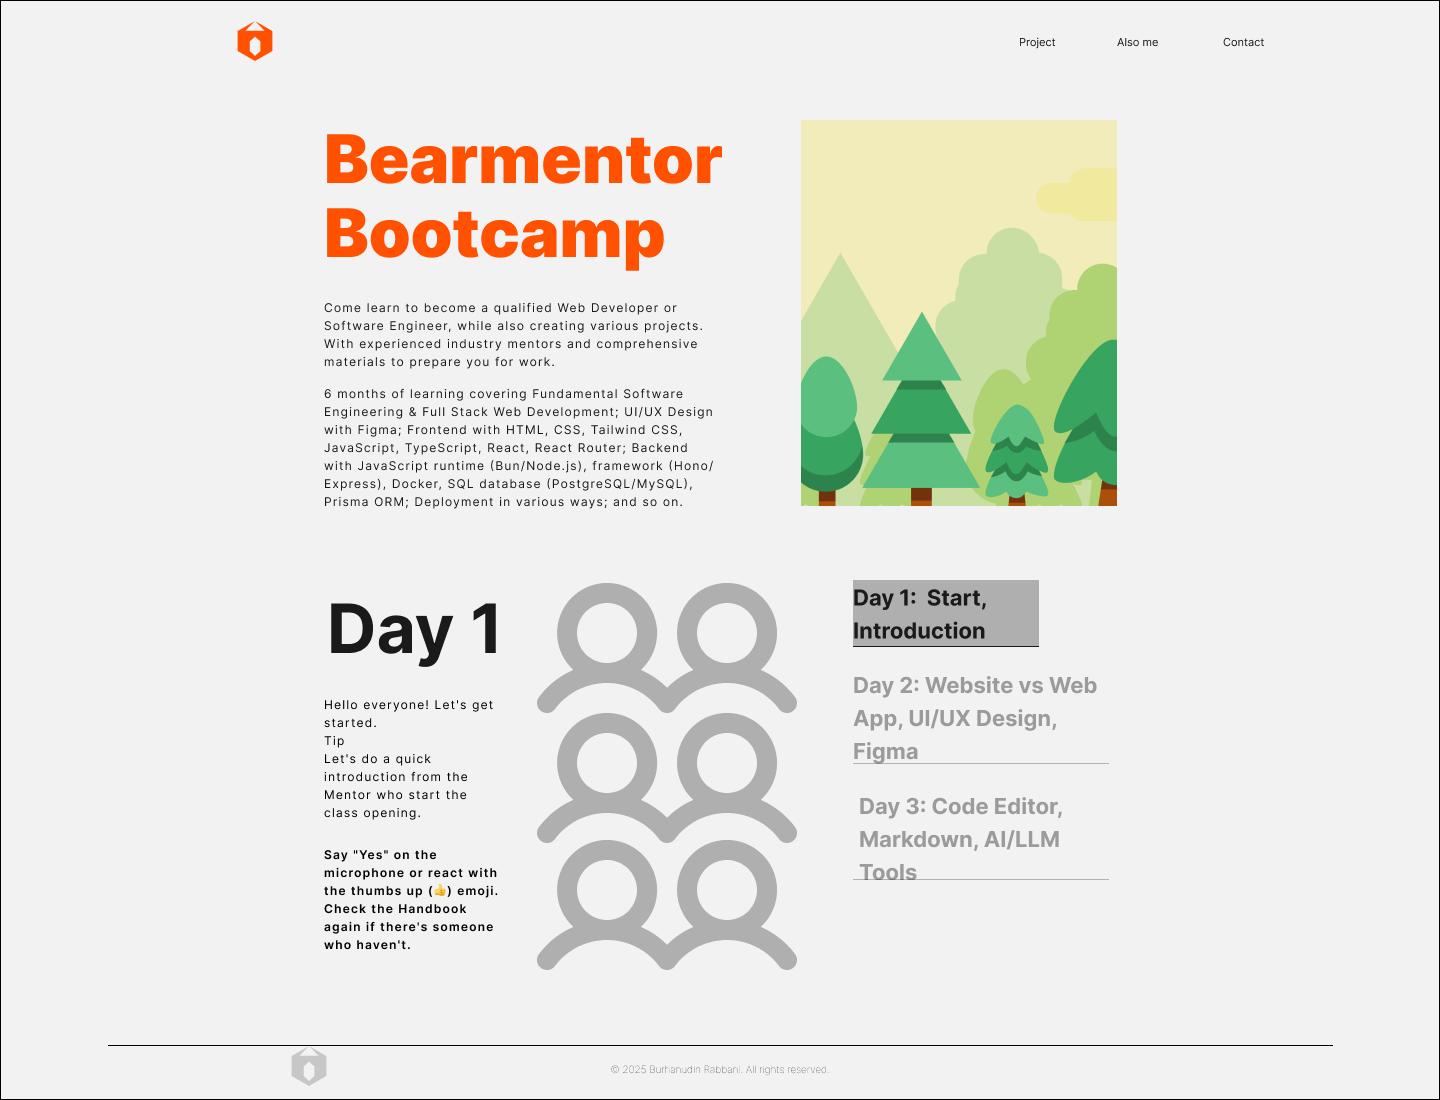 Project
Also me
Contact
Bearmentor
Bootcamp
Come learn to become a qualified Web Developer or
Software Engineer, while also creating various projects.
With experienced industry mentors and comprehensive
materials to prepare you for work.
6 months of learning covering Fundamental Software
Engineering & Full Stack Web Development; UI/UX Design
with Figma; Frontend with HTML, CSS, Tailwind CSS,
JavaScript, TypeScript, React, React Router; Backend
with JavaScript runtime (Bun/Node.js), framework (Hono/
Express), Docker, SQL database (PostgreSQL/MySQL),
Prisma ORM; Deployment in various ways; and so on.
Day 1
Hello everyone! Let's get
started.
Tip
Let's do a quick
introduction from the
Mentor who start the
class opening.
Say "Yes" on the
microphone or react with
the thumbs up (👍) emoji.
Check the Handbook
again if there's someone
who haven't.
Day 1:  Start,
Introduction
Day 2: Website vs Web
App, UI/UX Design,
Figma
Day 3: Code Editor,
Markdown, AI/LLM
Tools
© 2025 Burhanudin Rabbani. All rights reserved.